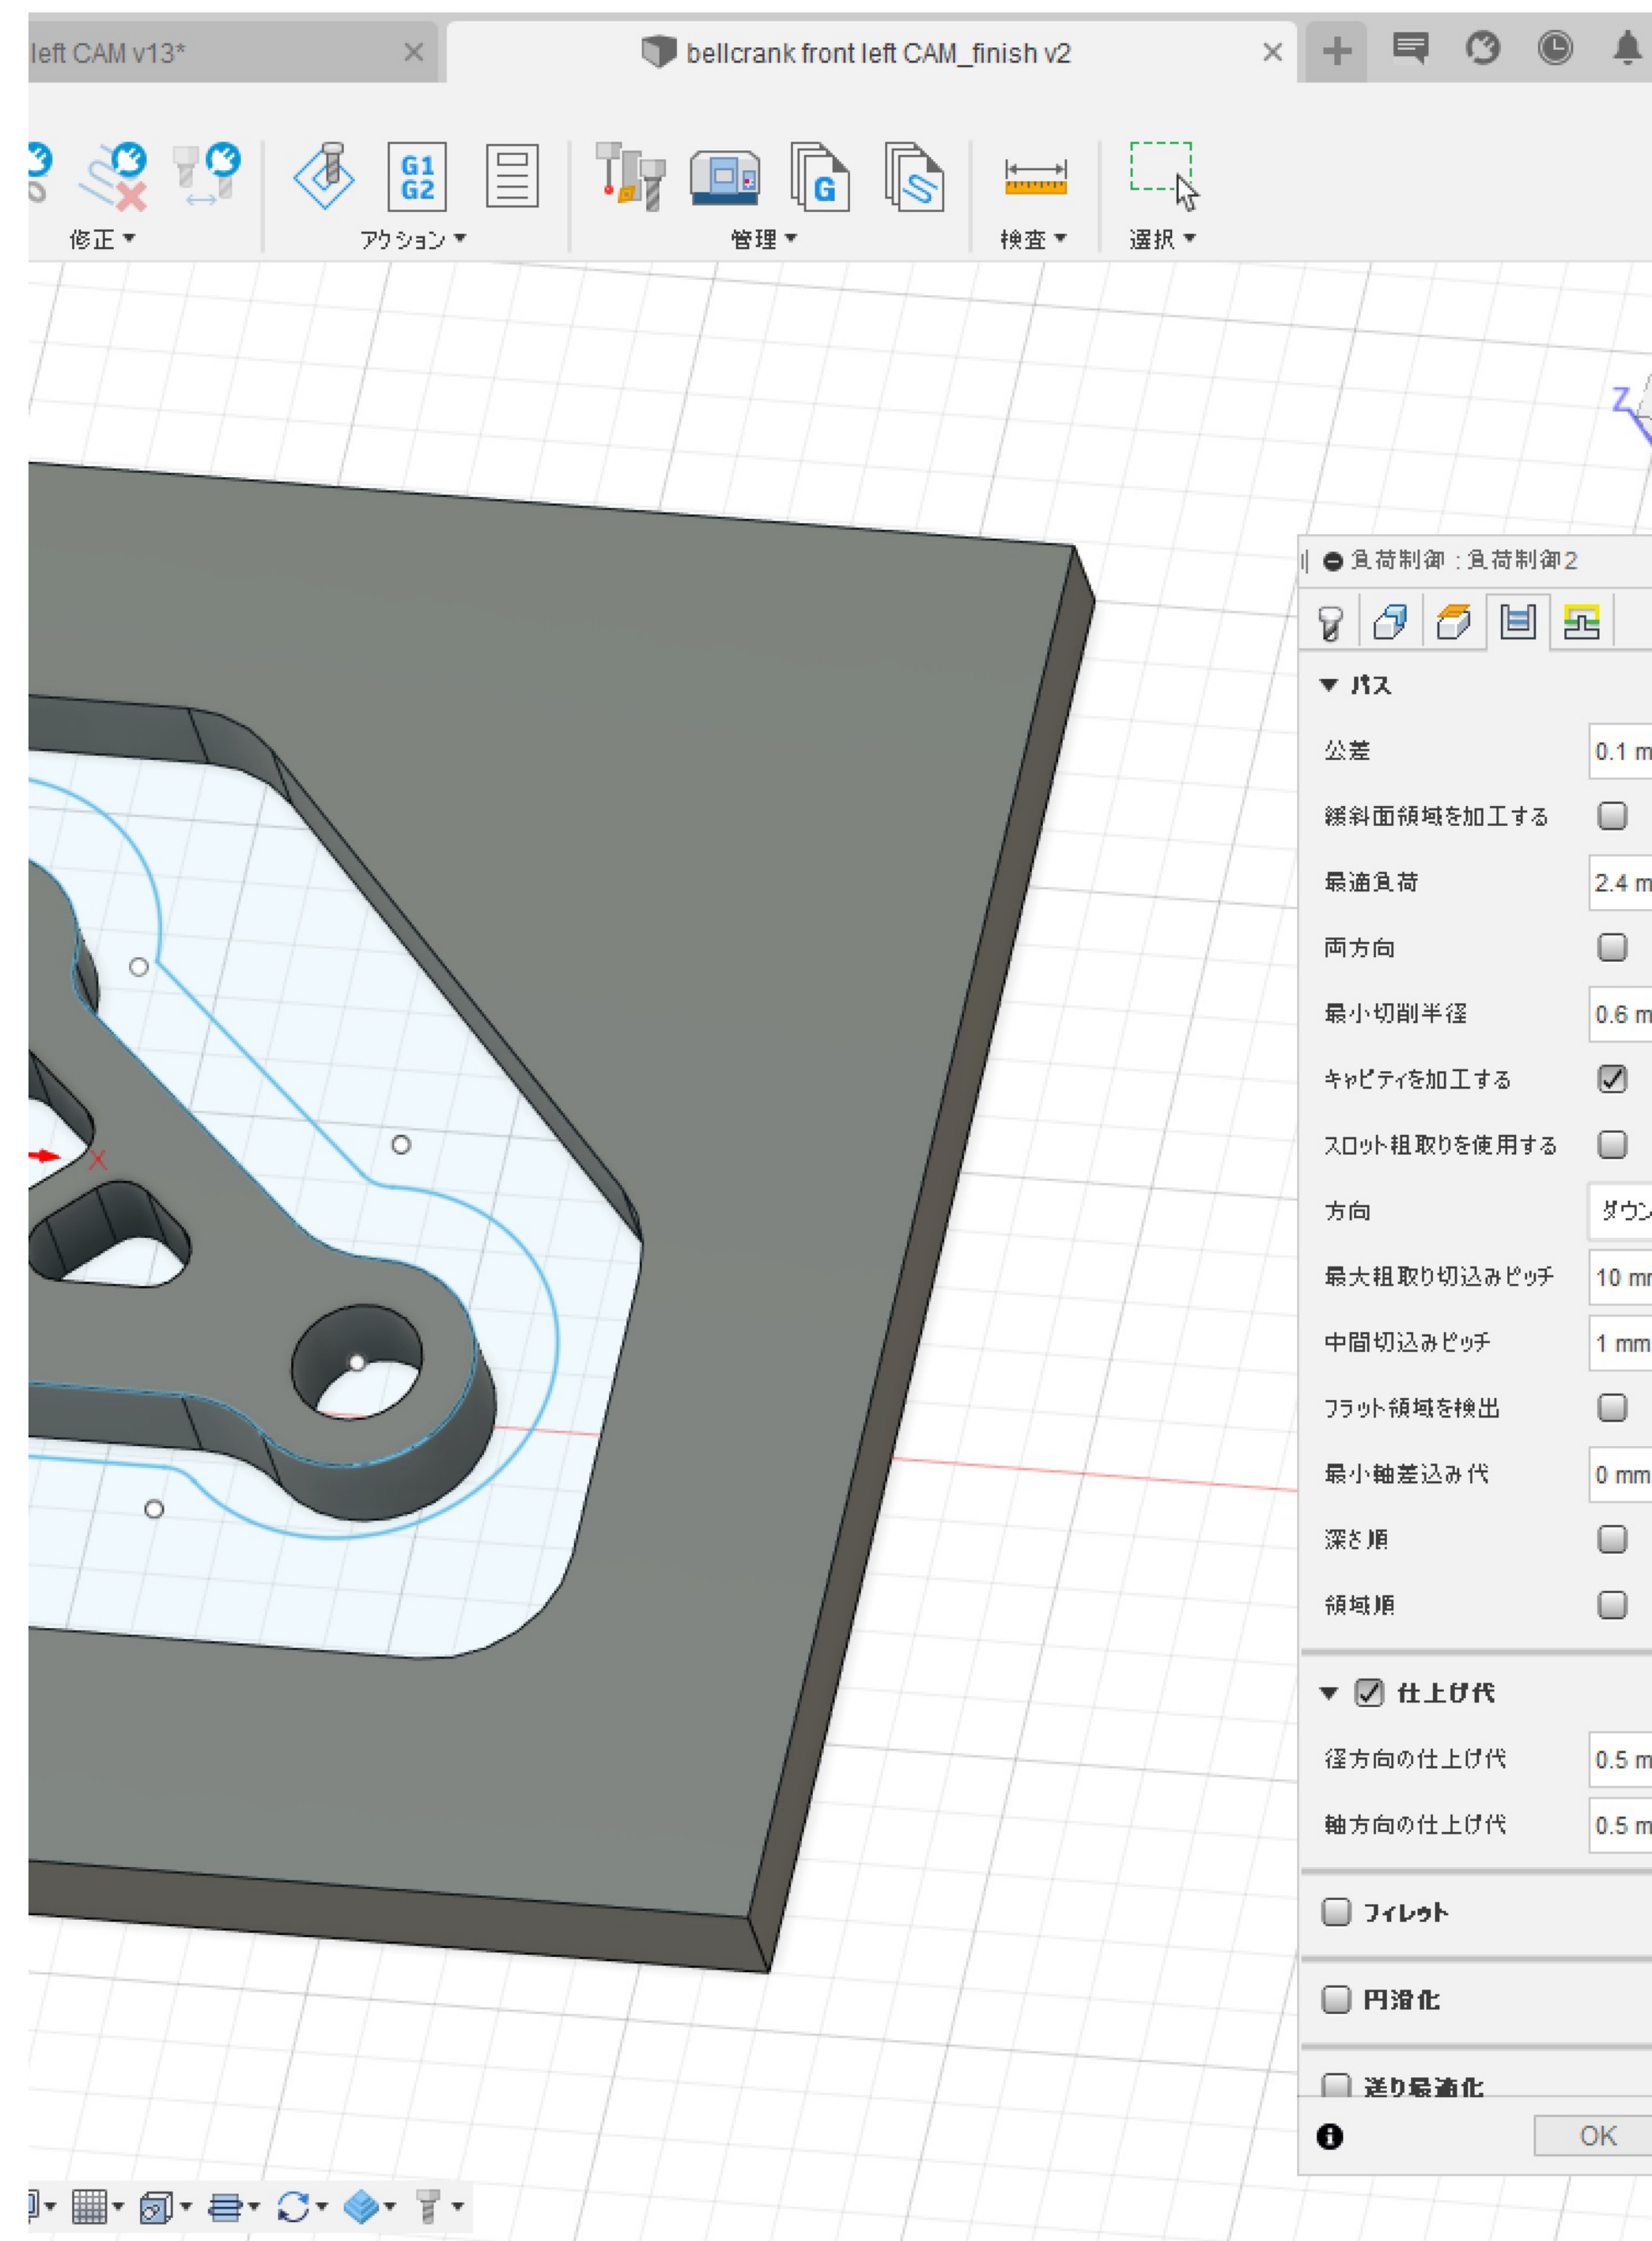 left CAM v13*
bellcrank front left CAM_finish v2
G1
G2
G
修正
アクション
管理
検査
選択
Z
負荷制御 : 負荷制御2
パス
公差
0.1 m
緩斜面領域を加工する
最適負荷
2.4 m
両方向
最小切削半径
0.6 m
キャビティを加工する
スロット粗取りを使用する
方向
ダウン
最大粗取り切込みピッチ
10 mm
中間切込みピッチ
1 mm
フラット領域を検出
最小軸差込み代
0 mm
深さ順
領域順
仕上げ代
径方向の仕上げ代
0.5 m
軸方向の仕上げ代
0.5 m
フィレット
円滑化
送り最適化
OK
X